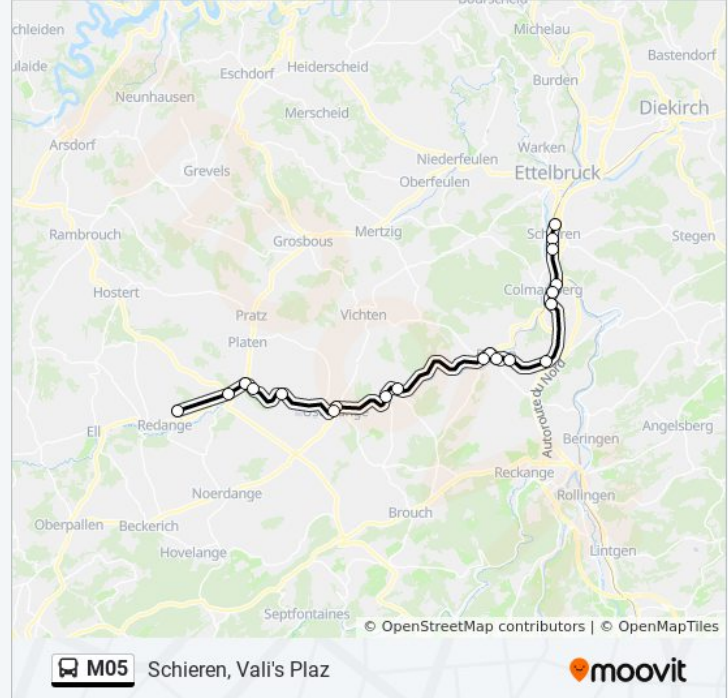 Bourscheid
chleiden
Michelau
ulaide
Heiderscheid
Eschdorf
Bastendorf
Neunhausen
Burden
Diekirch
Merscheid
Arsdorf
Warken
Niederfeulen
Ettelbruck
Grevels
Oberfeulen
Rambrouch
Mertzig
Schieren
Stegen
Grosbous
Hostert
Colmarberg
Pratz
Vichten
Platen
Redange
Ell
Autoroute du Nord
Angelsberg
Beringen
Reckange
Noerdange
Rollingen
Brouch
Oberpallen
Beckerich
Hovelange
Lintgen
Septfontaines
© OpenStreetMap contributors | © OpenMapTiles
M05 Schieren, Vali's Plaz
moovit